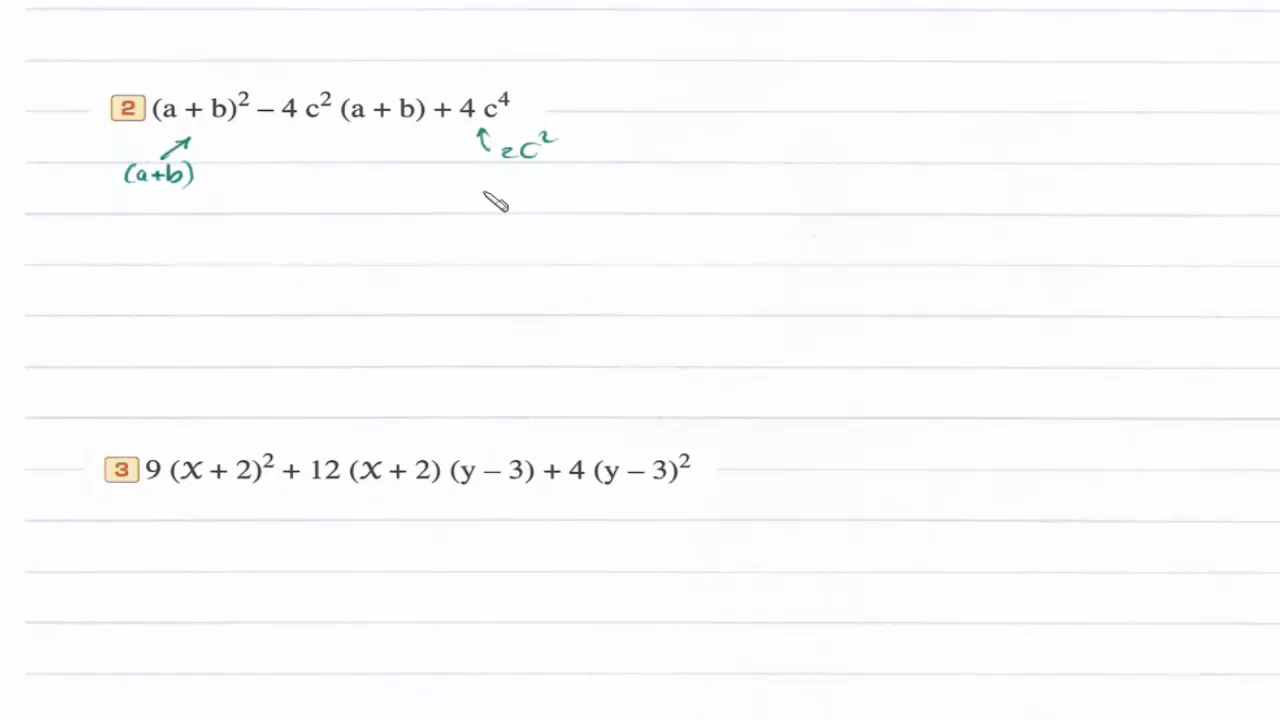 2 (a + b)² – 4 c² (a + b) + 4 c⁴
(a+b) 2c²
3 9 (x + 2)² + 12 (x + 2) (y – 3) + 4 (y – 3)²